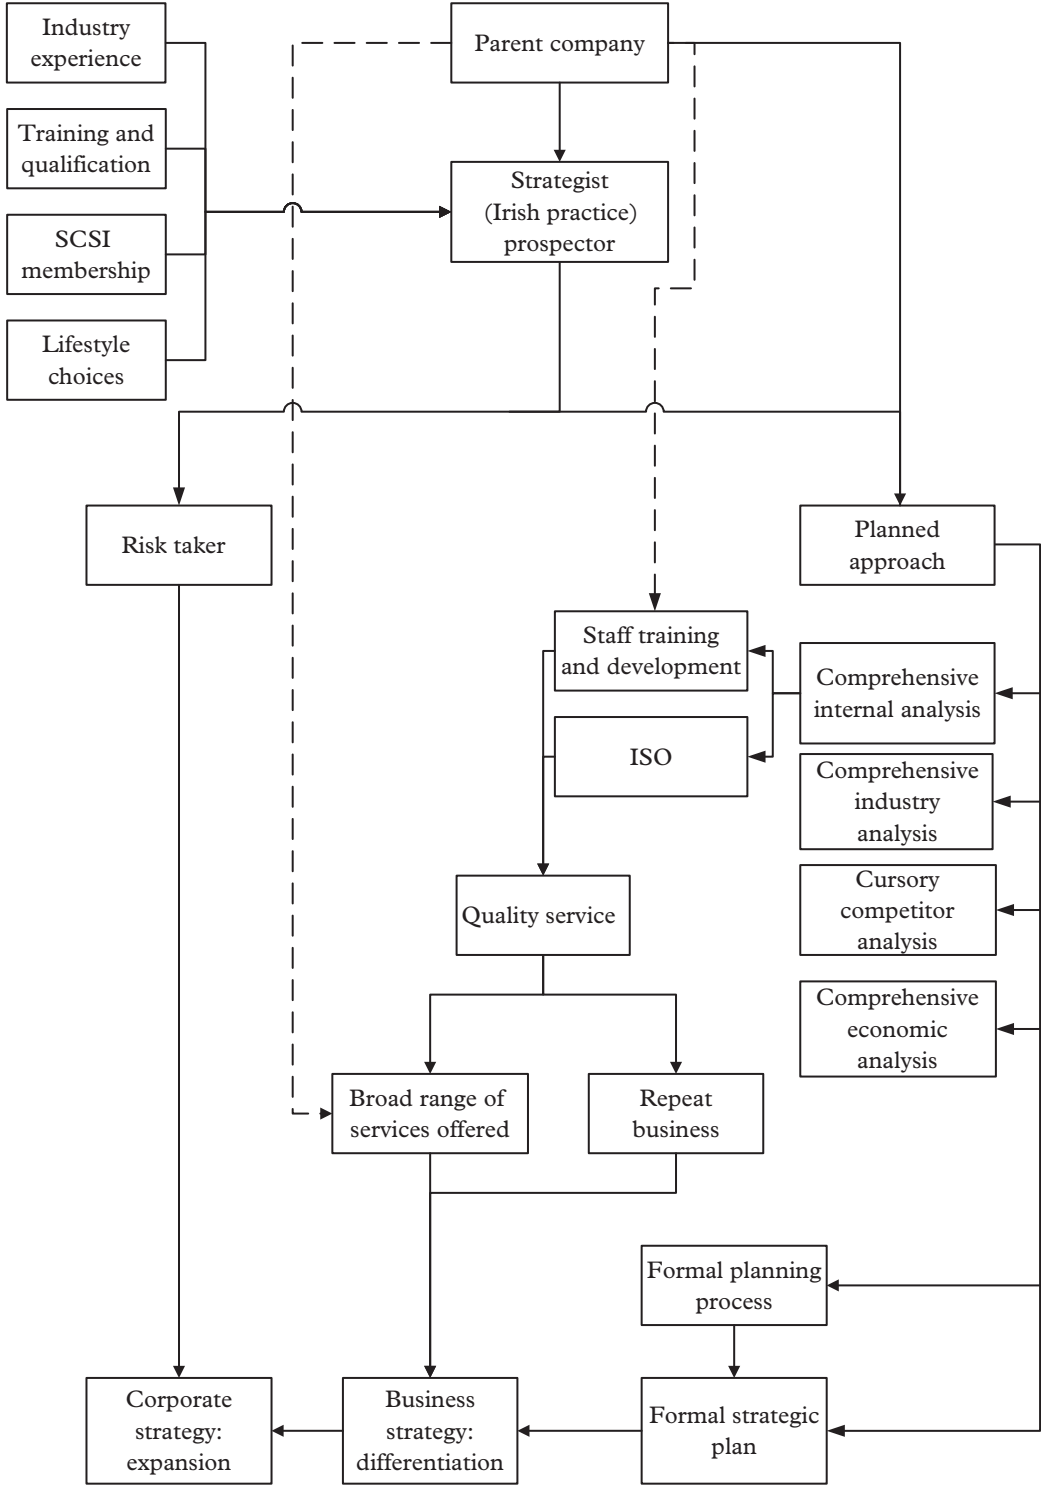 Industry
experience
Parent company
Training and
qualification
Strategist
(Irish practice)
prospector
SCSI
membership
Lifestyle
choices
Risk taker
Planned
approach
Staff training
and development
Comprehensive
internal analysis
ISO
Comprehensive
industry
analysis
Quality service
Cursory
competitor
analysis
Comprehensive
economic
analysis
Broad range of
services offered
Repeat
business
Formal planning
process
Corporate
strategy:
expansion
Business
strategy:
differentiation
Formal strategic
plan